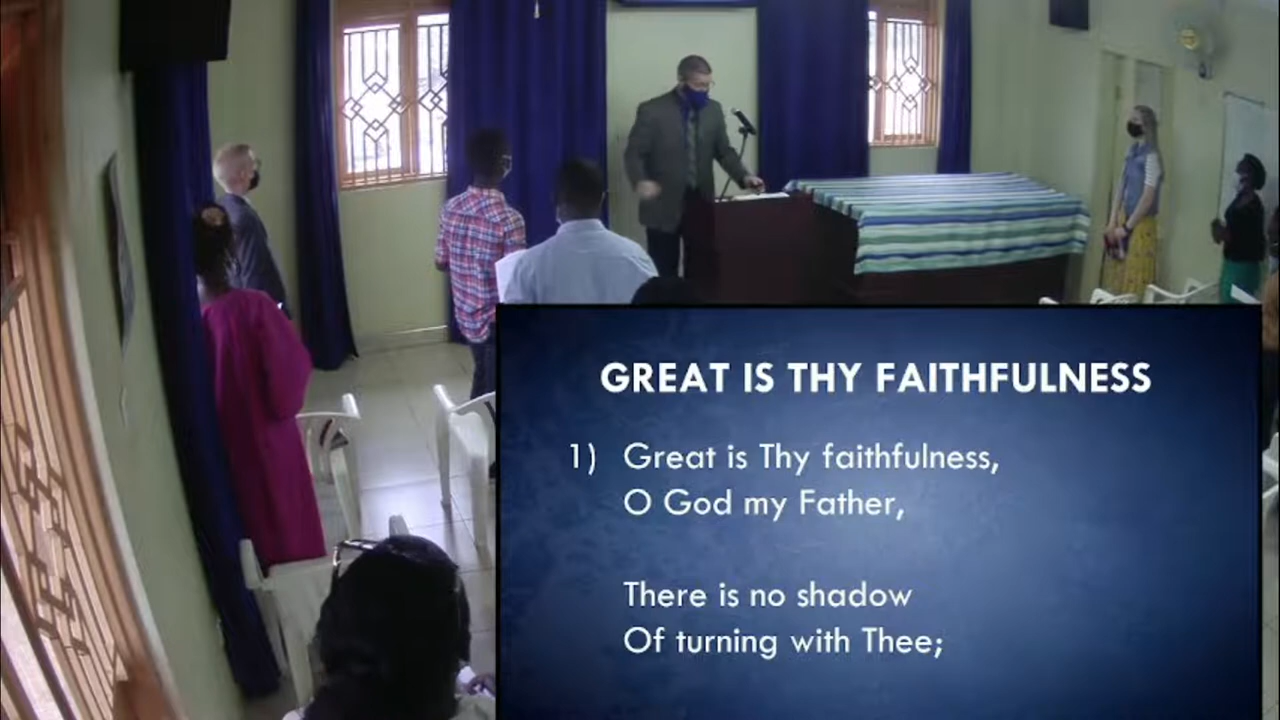 GREAT IS THY FAITHFULNESS
1) Great is Thy faithfulness,
O God my Father,
There is no shadow
Of turning with Thee;